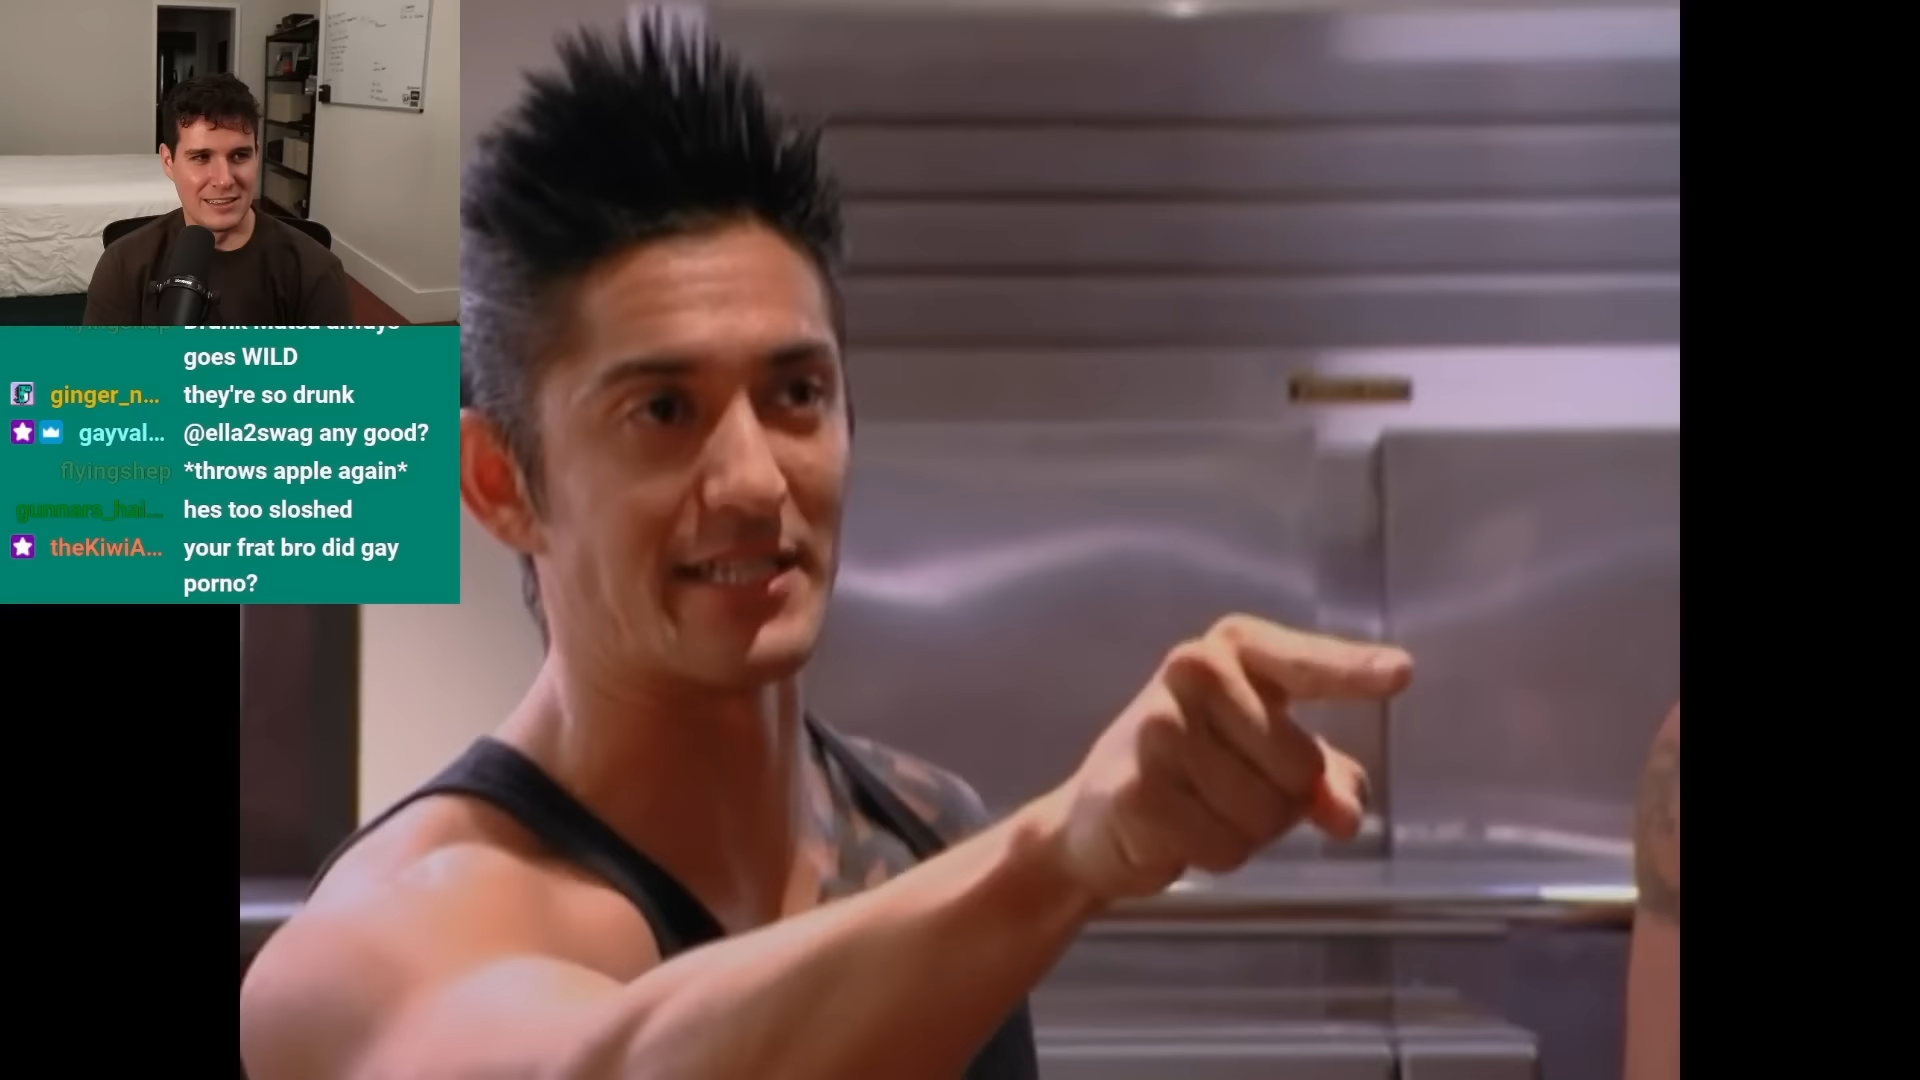 goes WILD
ginger_n... they're so drunk
gayval... @ella2swag any good?
flyingshep *throws apple again*
gunnars_hai... hes too sloshed
theKiwiA... your frat bro did gay
porno?